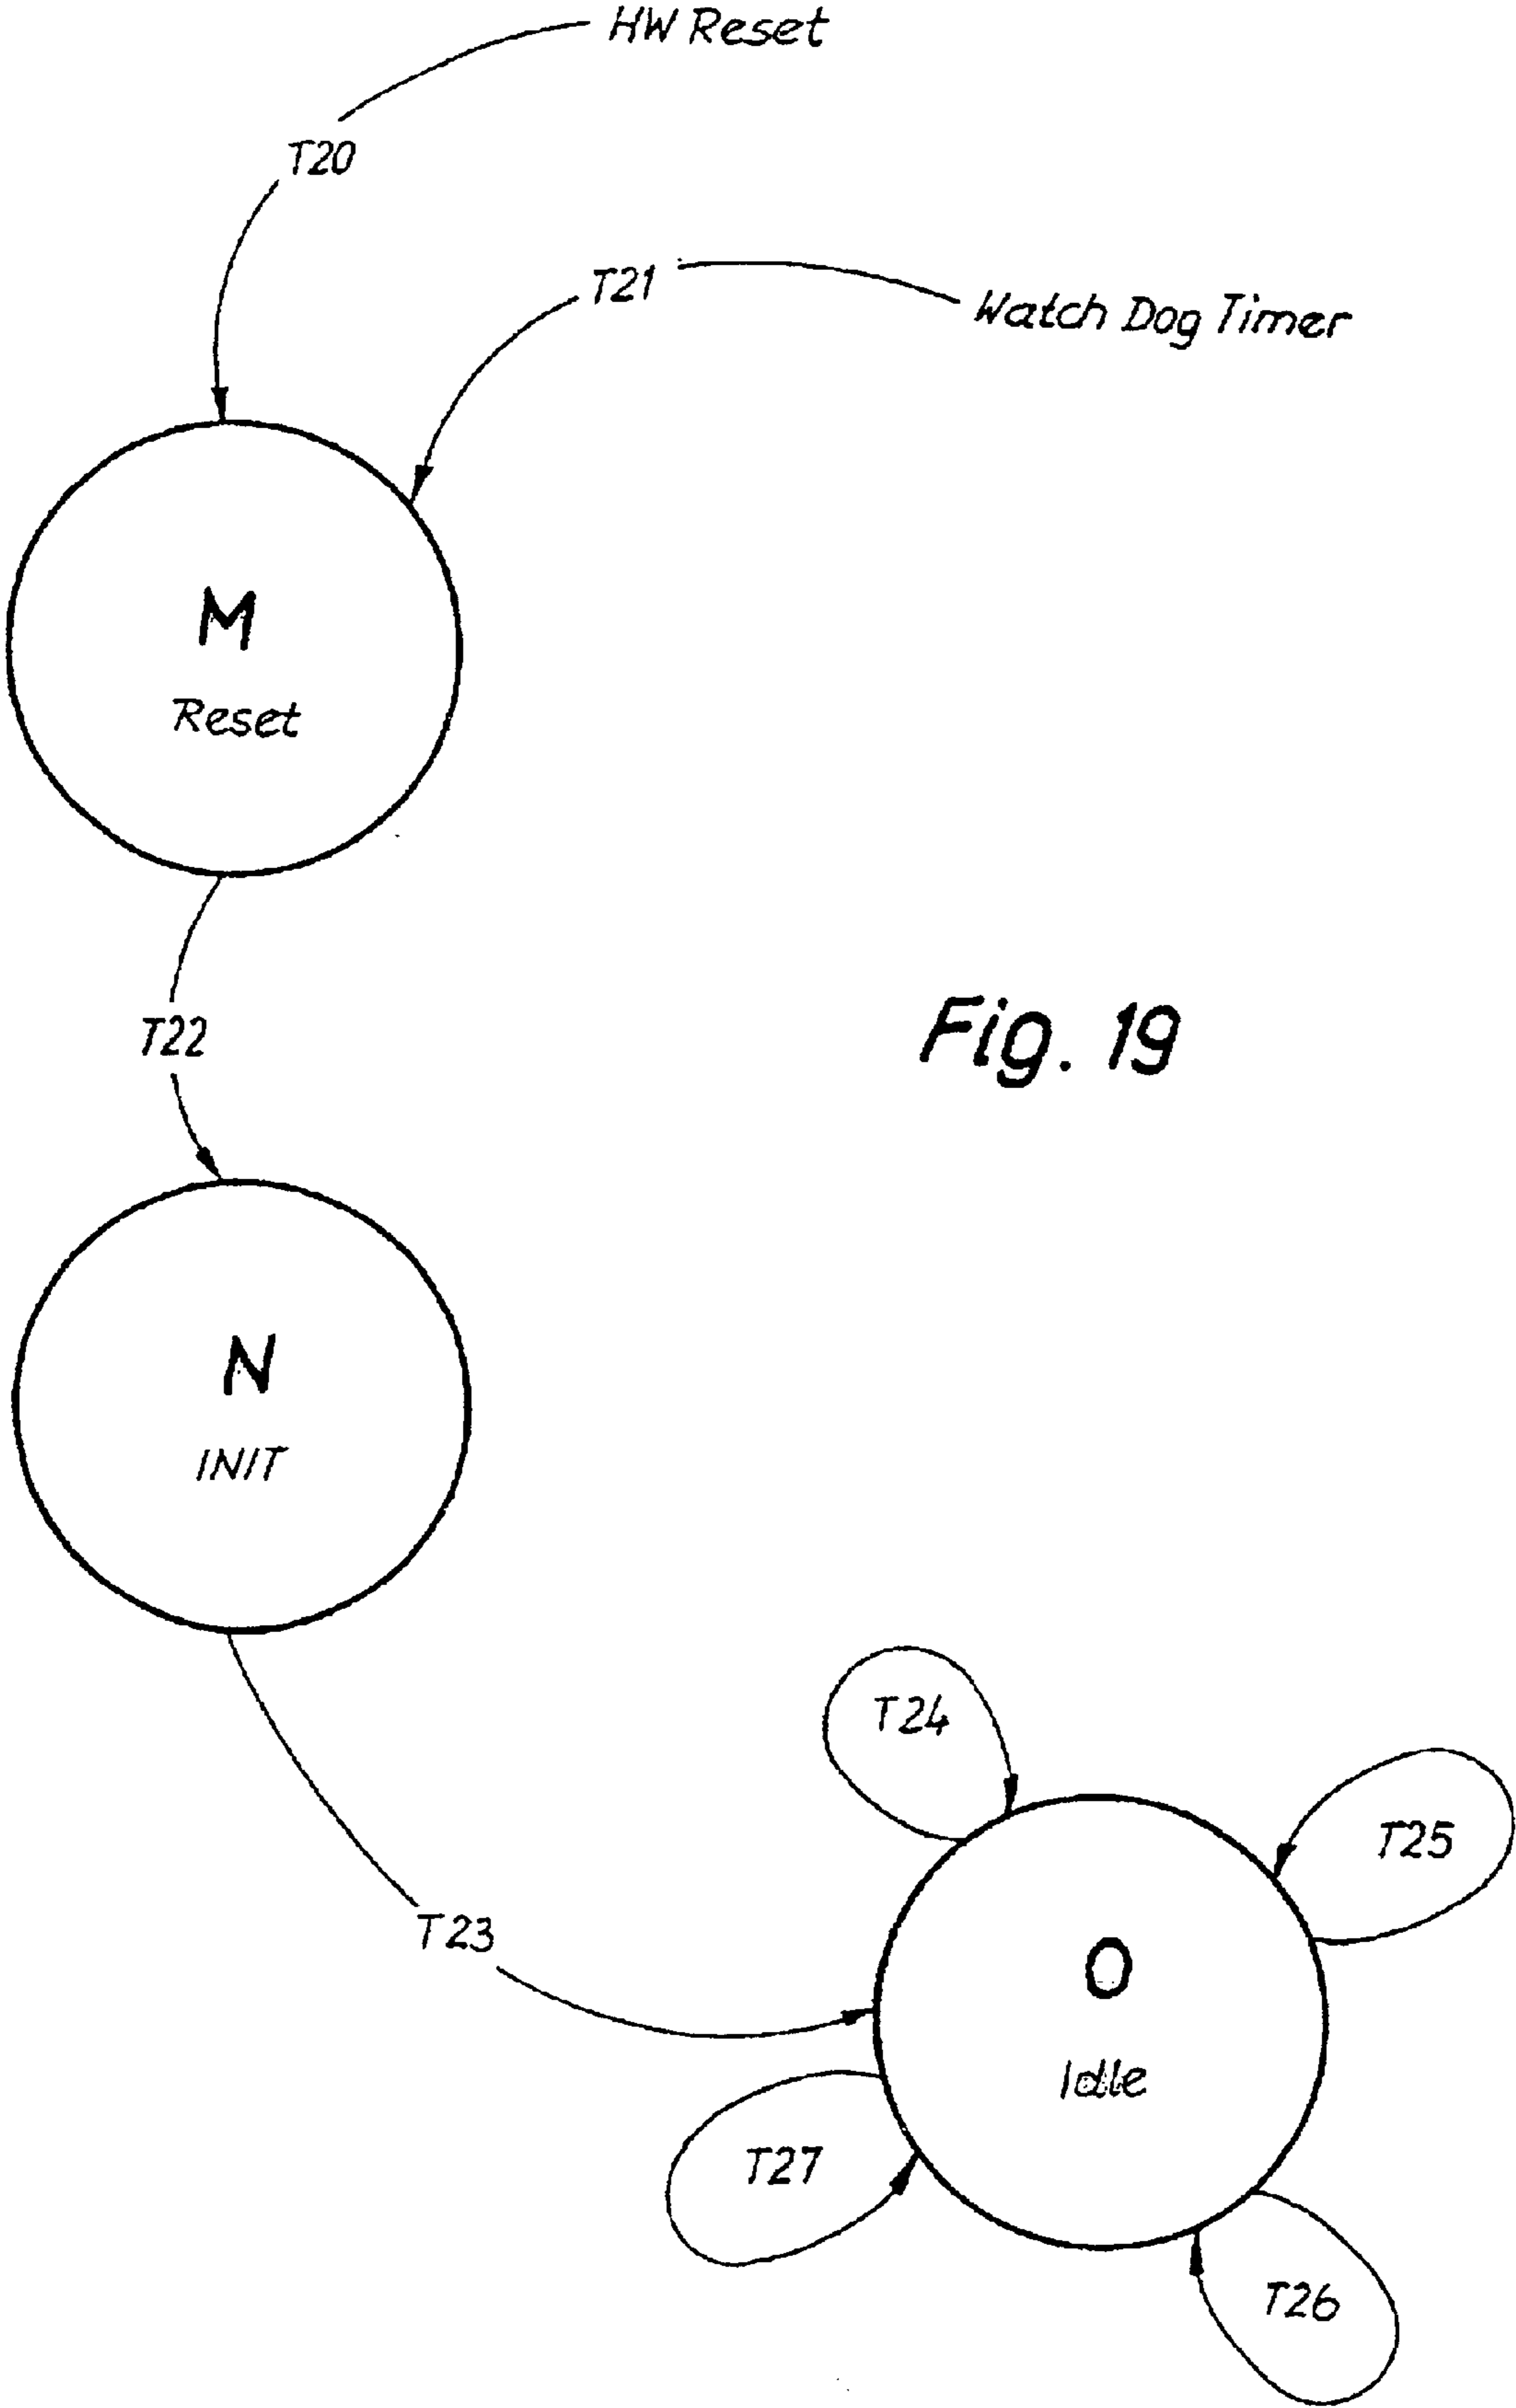 HW Reset
T20
T21
Watch Dog Timer
M
Reset
T22
Fig. 19
N
INIT
T24
T25
T23
O
Idle
T27
T26